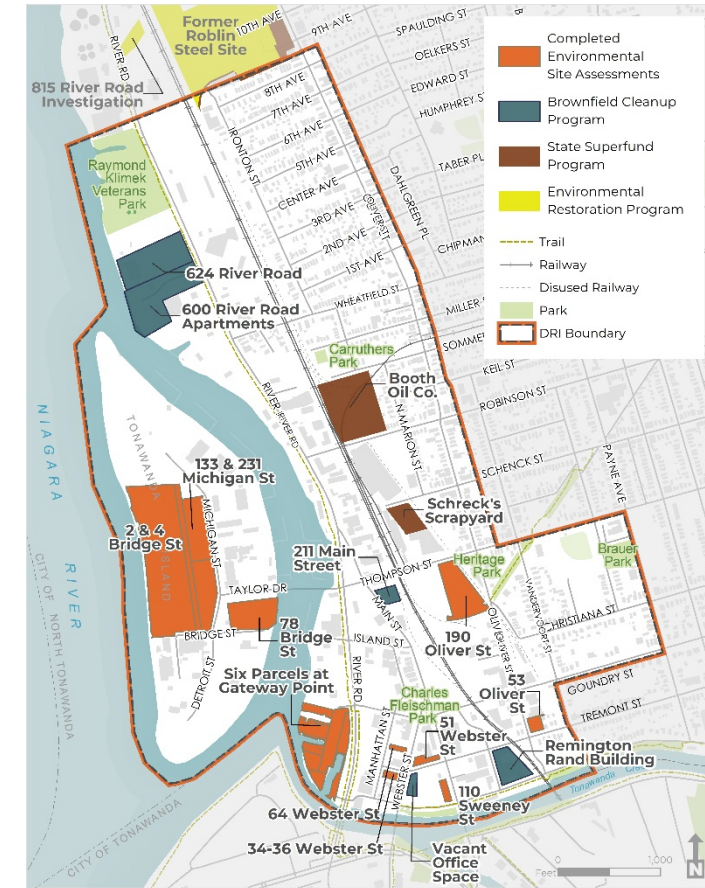 Former
Roblin
Steel Site
10TH AVE
9TH AVE
SPAULDING ST
OELKERS ST
EDWARD ST
HUMPHREY ST
RIVER RD
815 River Road
Investigation
8TH AVE
7TH AVE
6TH AVE
5TH AVE
CENTER AVE
3RD AVE
2ND AVE
1ST AVE
IRONTON ST
DAHLGREEN PL
TABER PL
OLIVER ST
CHIPMAN
WHEATFIELD ST
MILLER S
SOMMER
KEIL ST
ROBINSON ST
Completed
Environmental
Site Assessments
Brownfield Cleanup
Program
State Superfund
Program
Environmental
Restoration Program
Trail
Railway
Disused Railway
Park
DRI Boundary
Raymond
Klimek
Veterans
Park
624 River Road
600 River Road
Apartments
Carruthers
Park
Booth
Oil Co.
RIVER RD
RIVER RD
N MARION ST
SCHENCK ST
PAYNE AVE
NIAGARA
RIVER
TONAWANDA
ISLAND
133 & 231
Michigan St
2 & 4
Bridge St
MICHIGAN ST
Schreck's
Scrapyard
211 Main
Street
THOMPSON ST
Heritage
Park
Brauer
Park
VANDERVOORT ST
CHRISTIANA ST
TAYLOR DR
MAIN ST
BRIDGE ST
78
Bridge
St
ISLAND ST
190
Oliver St
OLIVER ST
DETROIT ST
Six Parcels at
Gateway Point
RIVER RD
53
Oliver
St
GOUNDRY ST
TREMONT ST
Charles
Fleischman
Park
51
Webster
St
MANHATTAN ST
WEBSTER ST
Remington
Rand Building
110
Sweeney
St
64 Webster St
34-36 Webster St
Vacant
Office
Space
Tonawanda
CITY OF NORTH TONAWANDA
CITY OF TONAWANDA
0
1,000
Feet
N